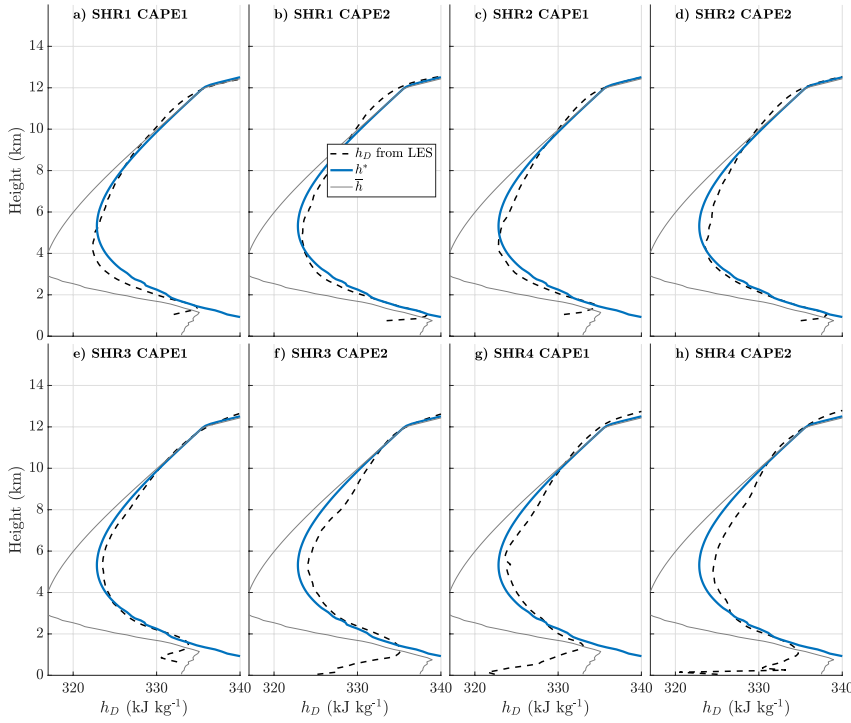 a) SHR1 CAPE1
b) SHR1 CAPE2
c) SHR2 CAPE1
d) SHR2 CAPE2
Height (km)
14
12
10
8
6
4
2
0
h_D from LES
h*
h̅
e) SHR3 CAPE1
f) SHR3 CAPE2
g) SHR4 CAPE1
h) SHR4 CAPE2
Height (km)
14
12
10
8
6
4
2
0
320 330 340 320 330 340 320 330 340 320 330 340
h_D (kJ kg⁻¹) h_D (kJ kg⁻¹) h_D (kJ kg⁻¹) h_D (kJ kg⁻¹)